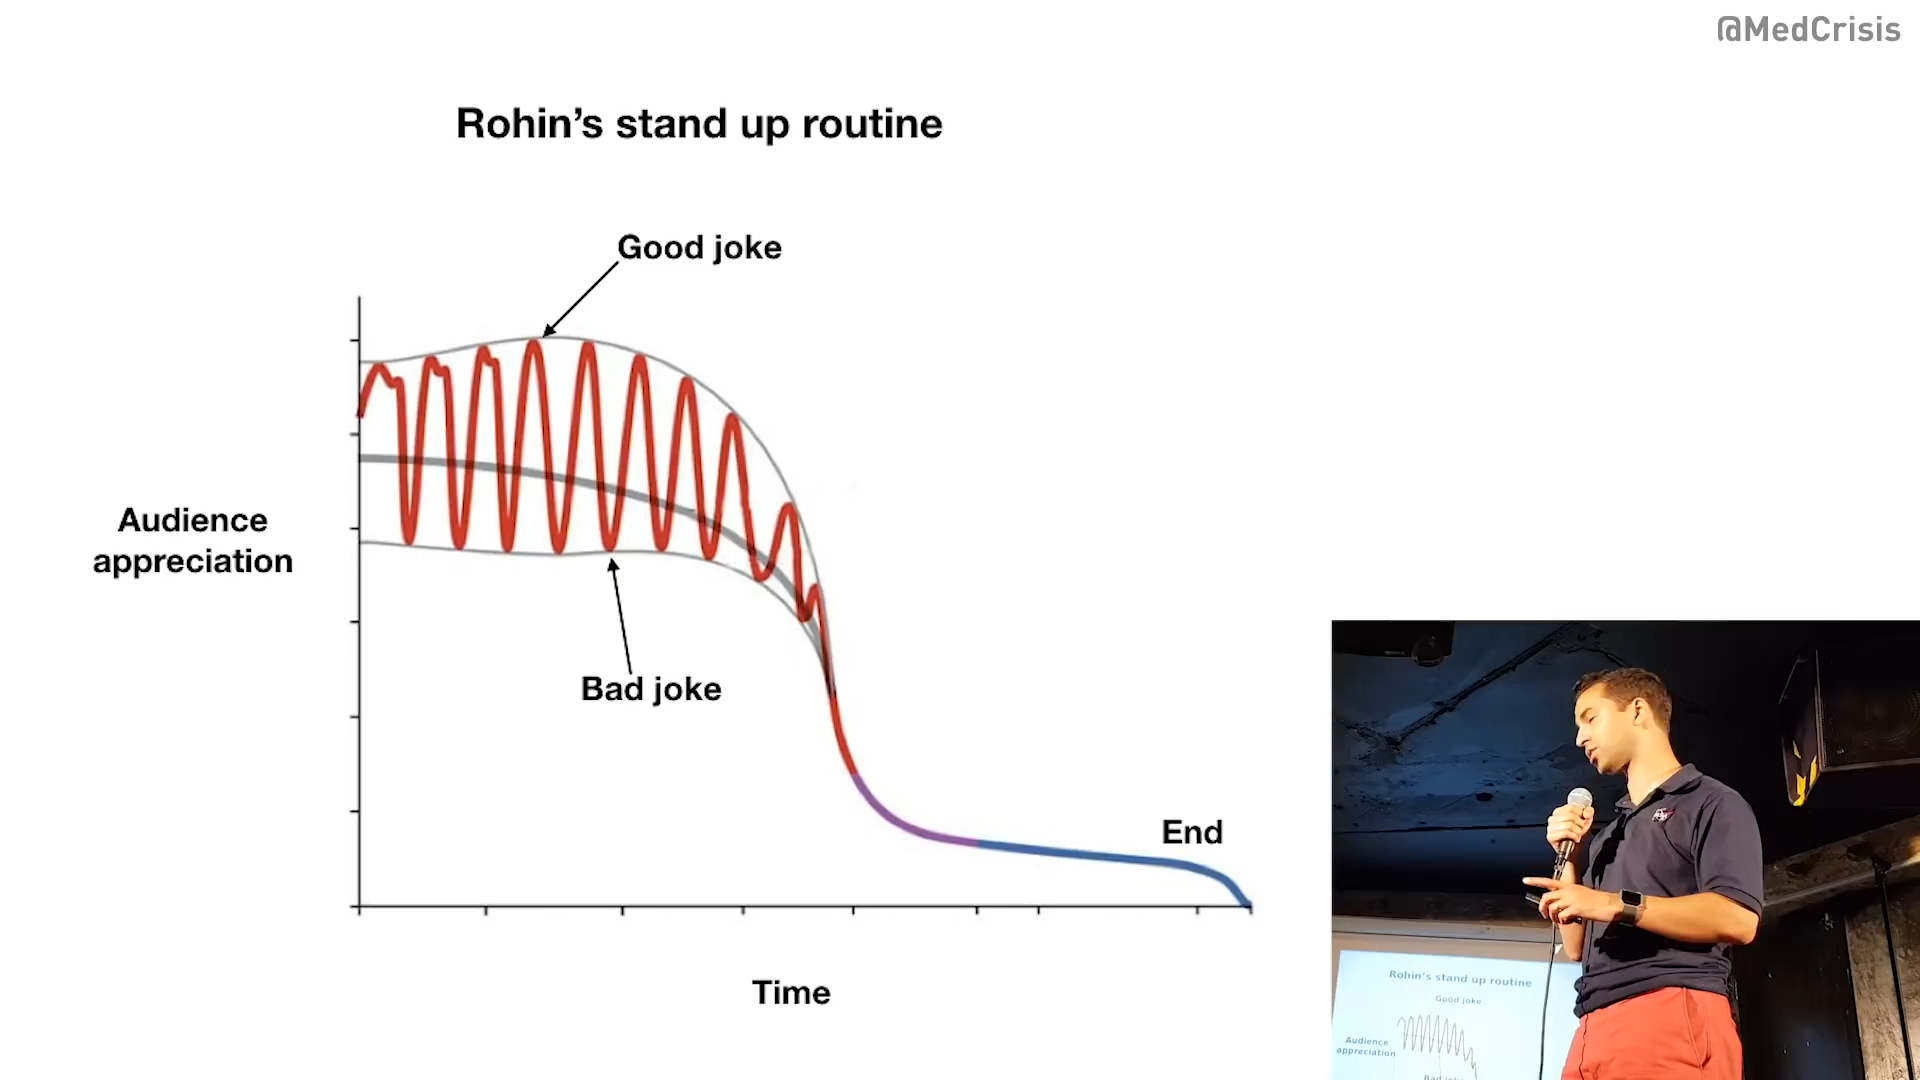 @MedCrisis
Rohin's stand up routine
Good joke
Audience
appreciation
Bad joke
End
Time
Rohin's stand up routine
Good joke
Audience
appreciation